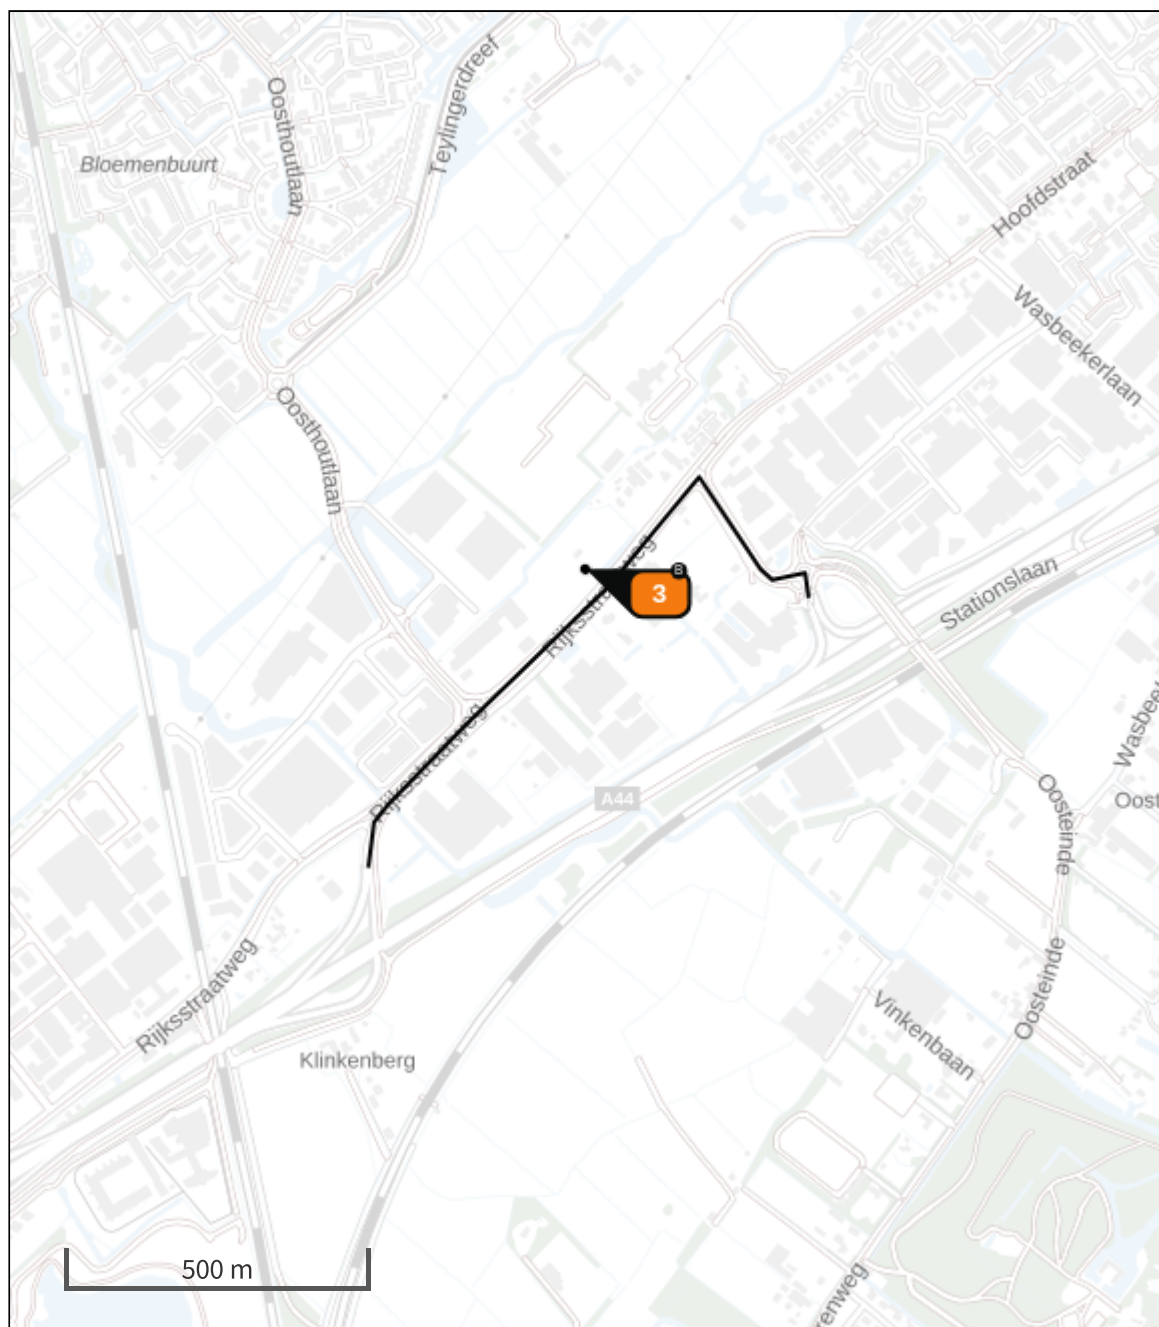 Teylingerdreef
Oosthoutlaan
Bloemenbuurt
Hoofdstraat
Wasbeekerlaan
Oosthoutlaan
Stationslaan
B
3
Rijksstraatweg
Rijksstraatweg
A44
Oosteinde
Rijksstraatweg
Oosteinde
Vinkenbaan
Klinkenberg
500 m